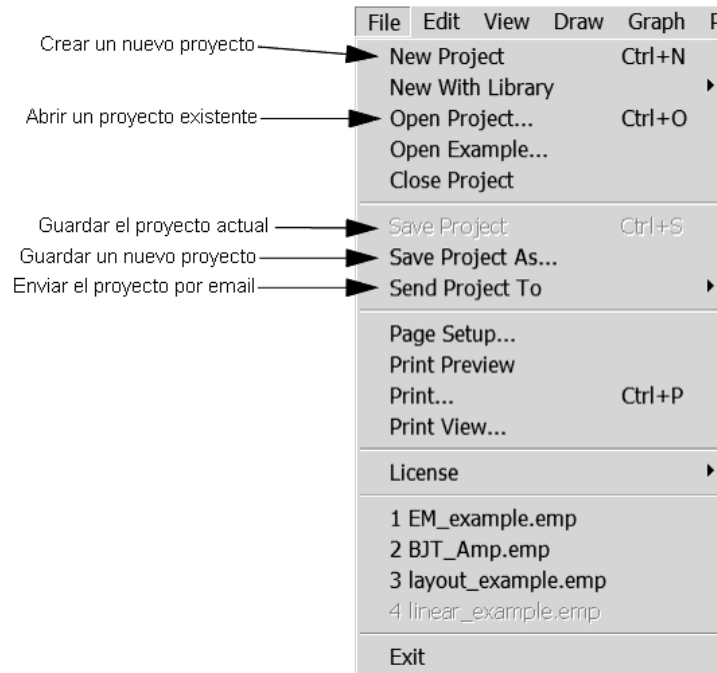 File Edit View Draw Graph
Crear un nuevo proyecto
New Project Ctrl+N
New With Library
Abrir un proyecto existente
Open Project... Ctrl+O
Open Example...
Close Project
Guardar el proyecto actual
Save Project Ctrl+S
Guardar un nuevo proyecto
Save Project As...
Enviar el proyecto por email
Send Project To
Page Setup...
Print Preview
Print... Ctrl+P
Print View...
License
1 EM_example.emp
2 BJT_Amp.emp
3 layout_example.emp
4 linear_example.emp
Exit